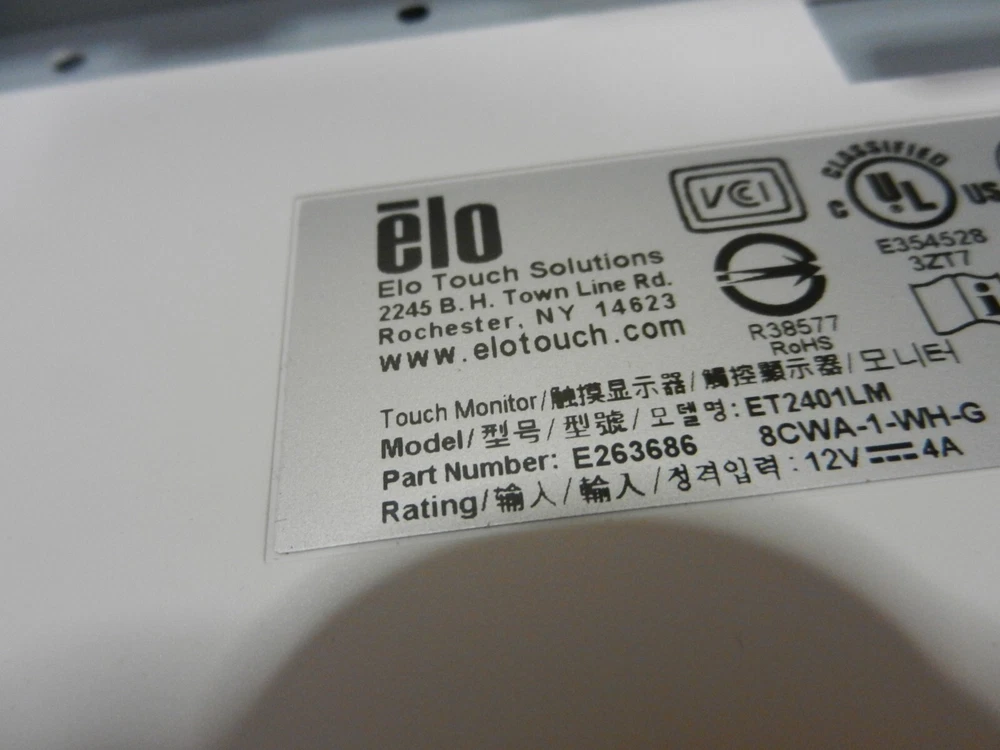 ēlo
Elo Touch Solutions
2245 B. H. Town Line Rd.
Rochester, NY 14623
www.elotouch.com
VCI
C CLASSIFIED UL US
E354528
3ZT7
R38577
RoHS
Touch Monitor/触摸显示器/觸控顯示器/모니터
Model/型号/型號/모델명: ET2401LM
8CWA-1-WH-G
Part Number: E263686
Rating/输入/輸入/정격입력: 12V 4A